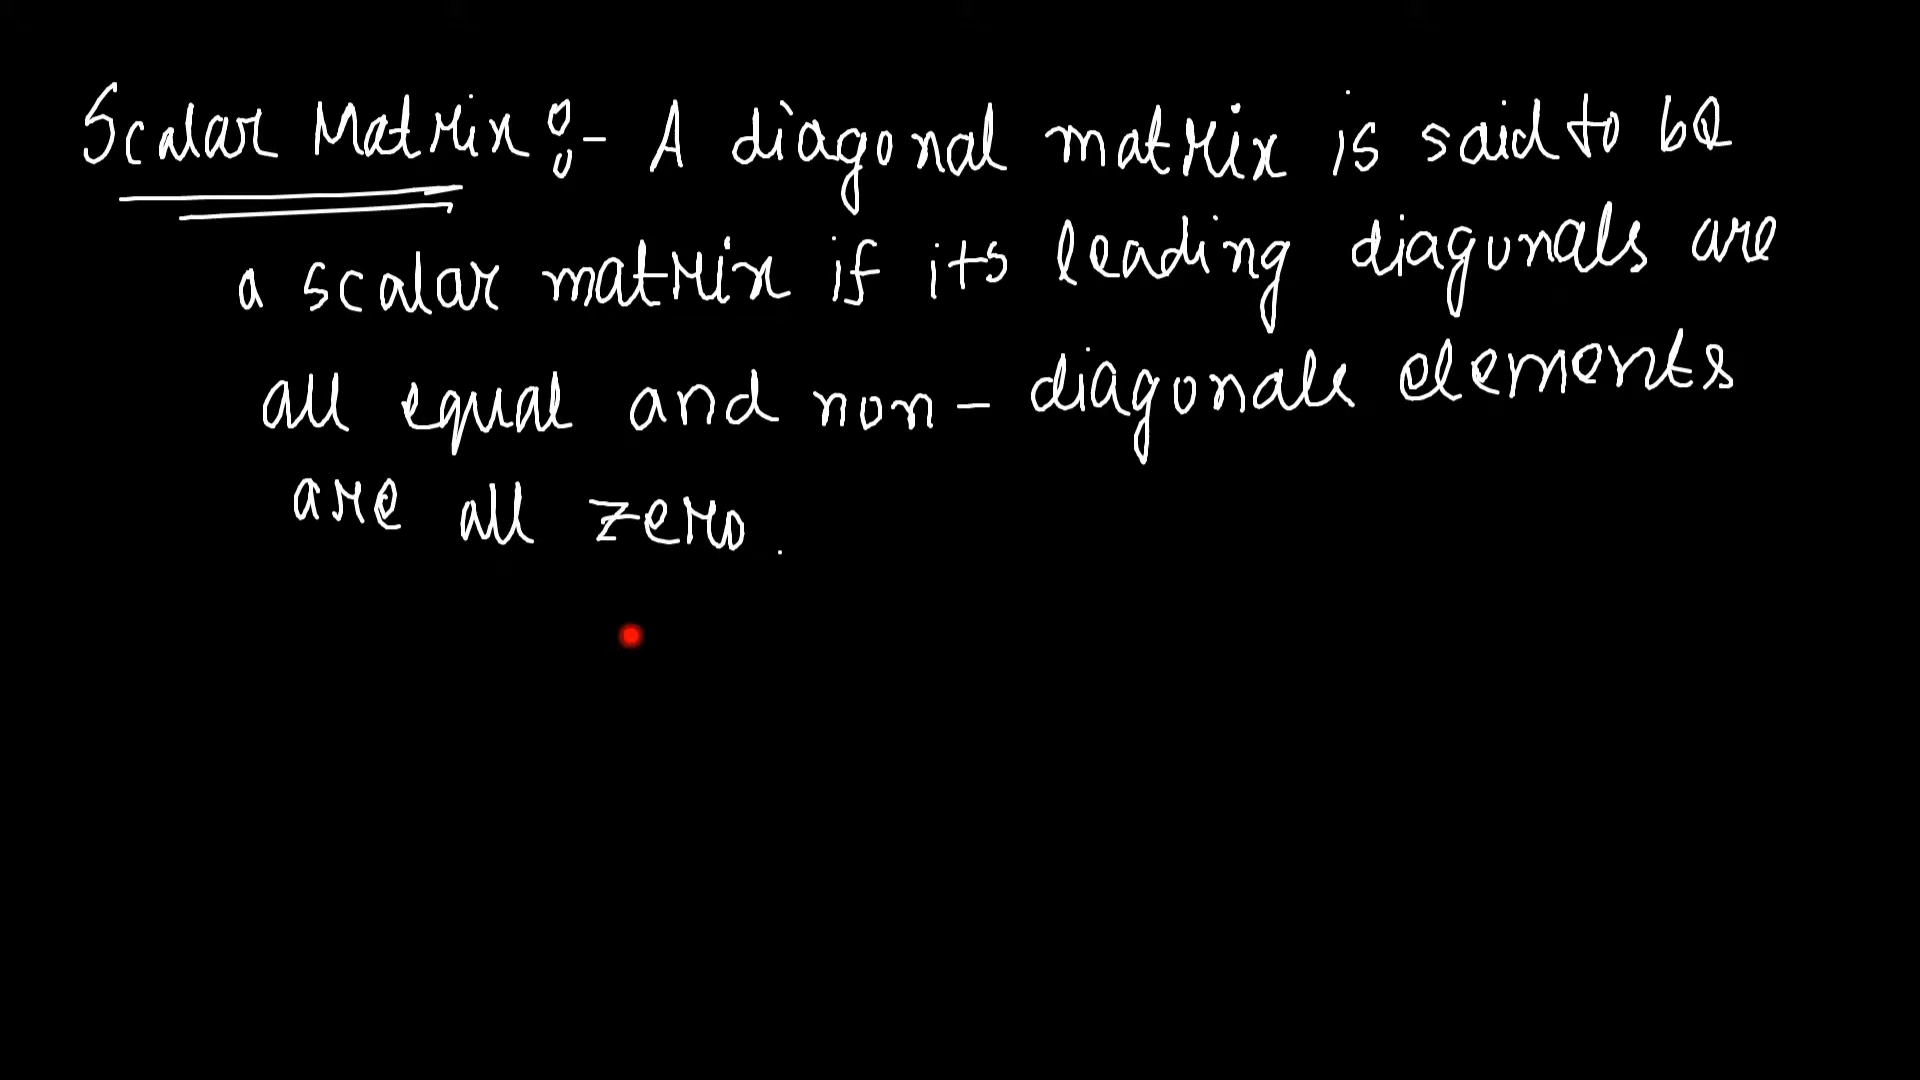 Scalar Matrix :- A diagonal matrix is said to be
a scalar matrix if its leading diagonals are
all equal and non-diagonals elements
are all zero.